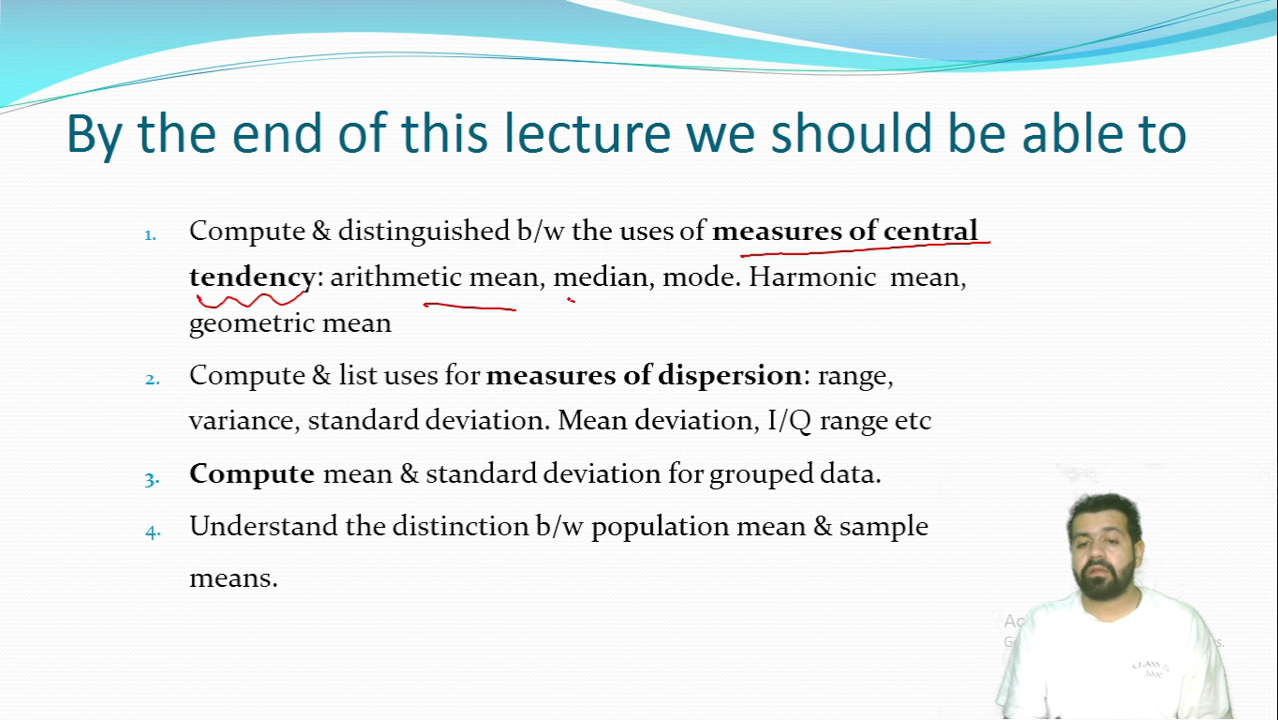 By the end of this lecture we should be able to
1. Compute & distinguished b/w the uses of measures of central
tendency: arithmetic mean, median, mode. Harmonic mean,
geometric mean
2. Compute & list uses for measures of dispersion: range,
variance, standard deviation. Mean deviation, I/Q range etc
3. Compute mean & standard deviation for grouped data.
4. Understand the distinction b/w population mean & sample
means.